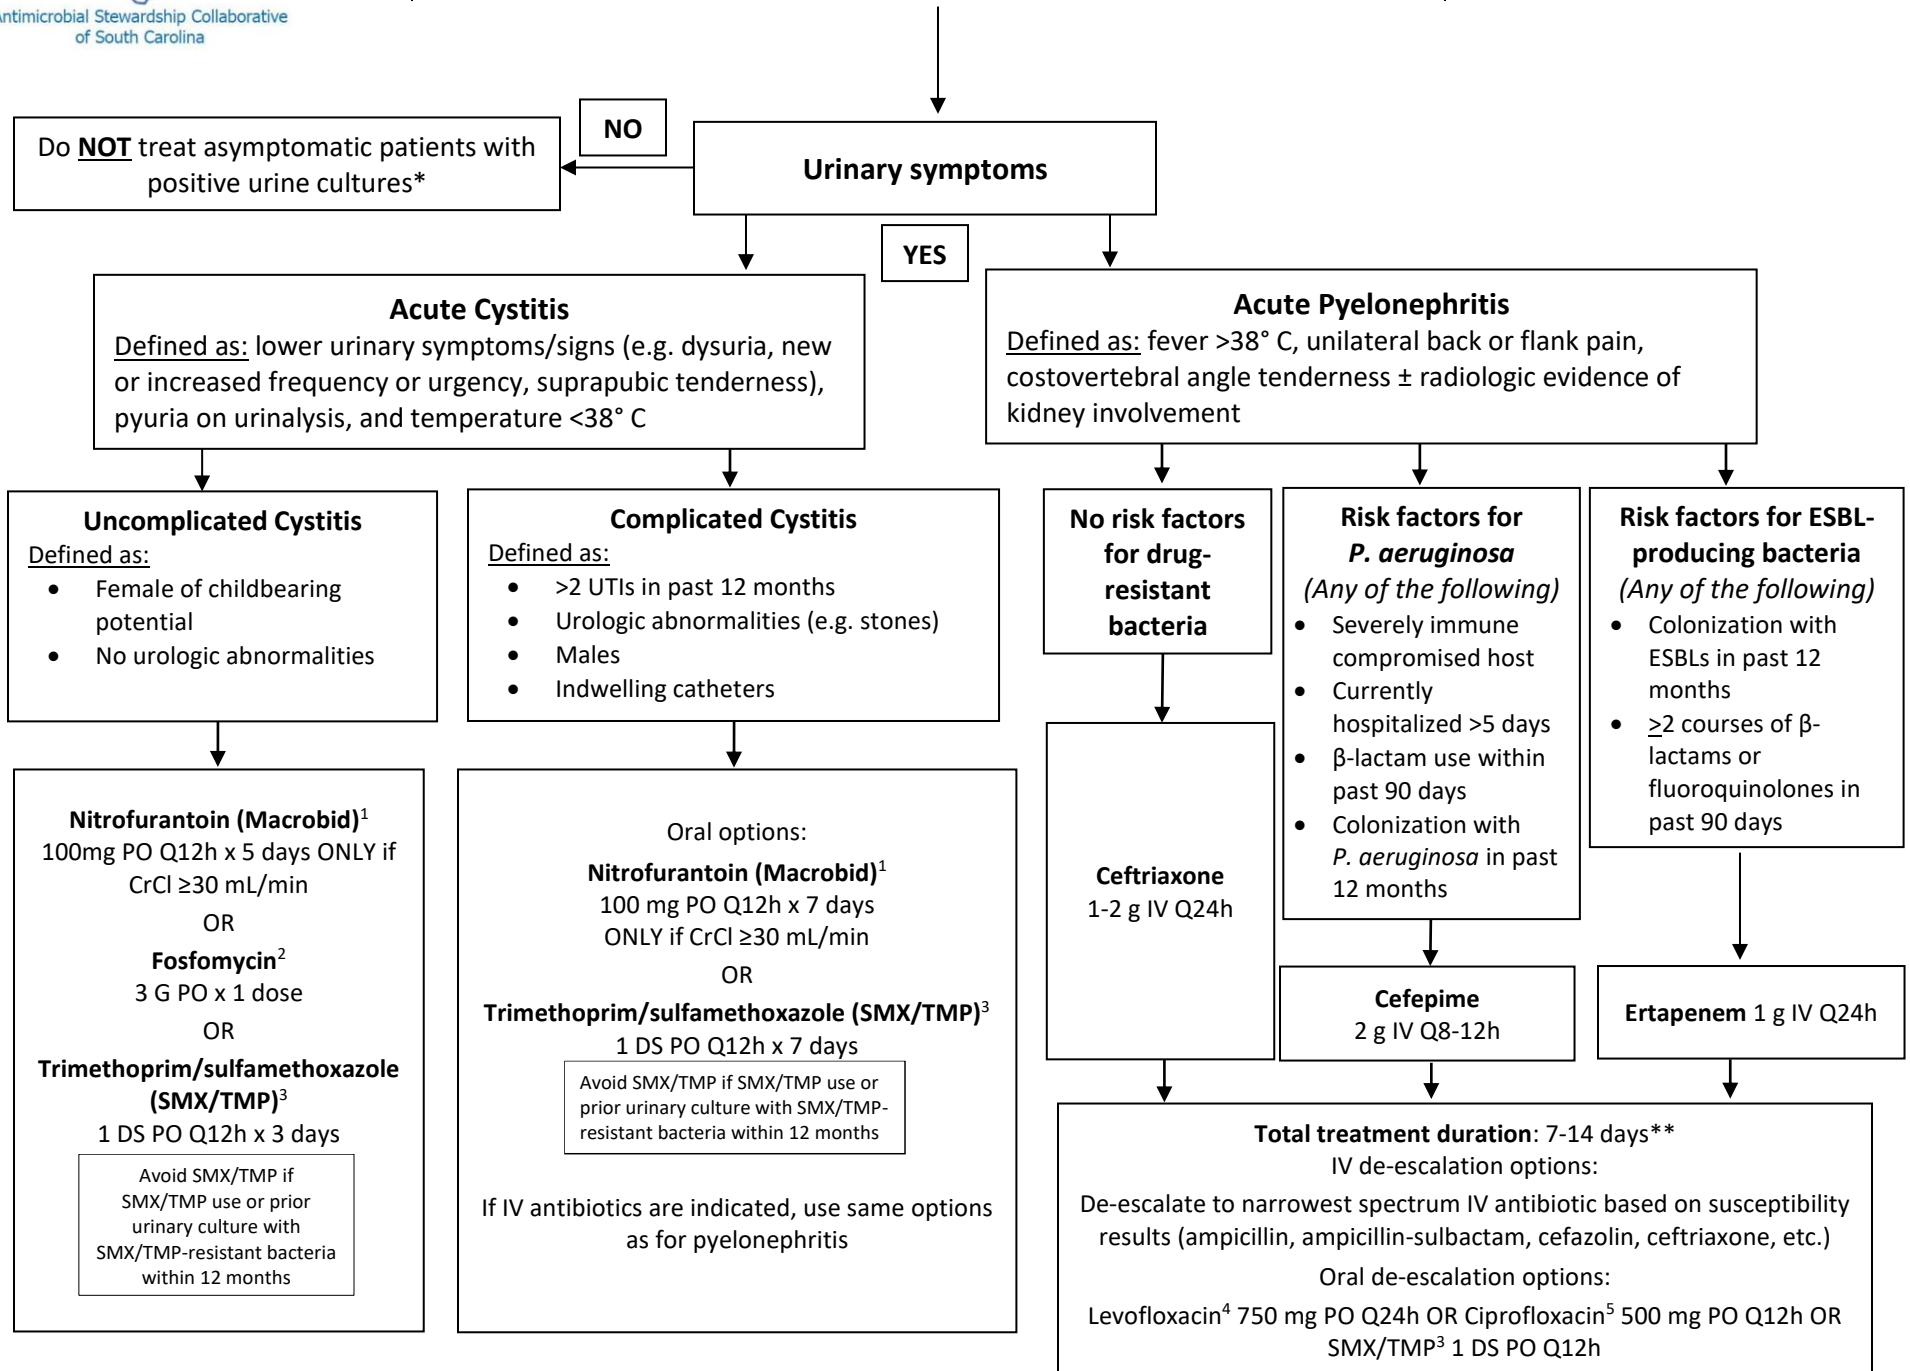 Antimicrobial Stewardship Collaborative
of South Carolina
NO
Do NOT treat asymptomatic patients with
positive urine cultures*
Urinary symptoms
YES
Acute Cystitis
Defined as: lower urinary symptoms/signs (e.g. dysuria, new
or increased frequency or urgency, suprapubic tenderness),
pyuria on urinalysis, and temperature <38° C
Acute Pyelonephritis
Defined as: fever >38° C, unilateral back or flank pain,
costovertebral angle tenderness ± radiologic evidence of
kidney involvement
Uncomplicated Cystitis
Defined as:
• Female of childbearing
potential
• No urologic abnormalities
Complicated Cystitis
Defined as:
• >2 UTIs in past 12 months
• Urologic abnormalities (e.g. stones)
• Males
• Indwelling catheters
No risk factors
for drug-
resistant
bacteria
Risk factors for
P. aeruginosa
(Any of the following)
• Severely immune
compromised host
• Currently
hospitalized >5 days
• β-lactam use within
past 90 days
• Colonization with
P. aeruginosa in past
12 months
Risk factors for ESBL-
producing bacteria
(Any of the following)
• Colonization with
ESBLs in past 12
months
• ≥2 courses of β-
lactams or
fluoroquinolones in
past 90 days
Nitrofurantoin (Macrobid)¹
100mg PO Q12h x 5 days ONLY if
CrCl ≥30 mL/min
OR
Fosfomycin²
3 G PO x 1 dose
OR
Trimethoprim/sulfamethoxazole
(SMX/TMP)³
1 DS PO Q12h x 3 days
Avoid SMX/TMP if
SMX/TMP use or prior
urinary culture with
SMX/TMP-resistant bacteria
within 12 months
Oral options:
Nitrofurantoin (Macrobid)¹
100 mg PO Q12h x 7 days
ONLY if CrCl ≥30 mL/min
OR
Trimethoprim/sulfamethoxazole (SMX/TMP)³
1 DS PO Q12h x 7 days
Avoid SMX/TMP if SMX/TMP use or
prior urinary culture with SMX/TMP-
resistant bacteria within 12 months
If IV antibiotics are indicated, use same options
as for pyelonephritis
Ceftriaxone
1-2 g IV Q24h
Cefepime
2 g IV Q8-12h
Ertapenem 1 g IV Q24h
Total treatment duration: 7-14 days**
IV de-escalation options:
De-escalate to narrowest spectrum IV antibiotic based on susceptibility
results (ampicillin, ampicillin-sulbactam, cefazolin, ceftriaxone, etc.)
Oral de-escalation options:
Levofloxacin⁴ 750 mg PO Q24h OR Ciprofloxacin⁵ 500 mg PO Q12h OR
SMX/TMP³ 1 DS PO Q12h